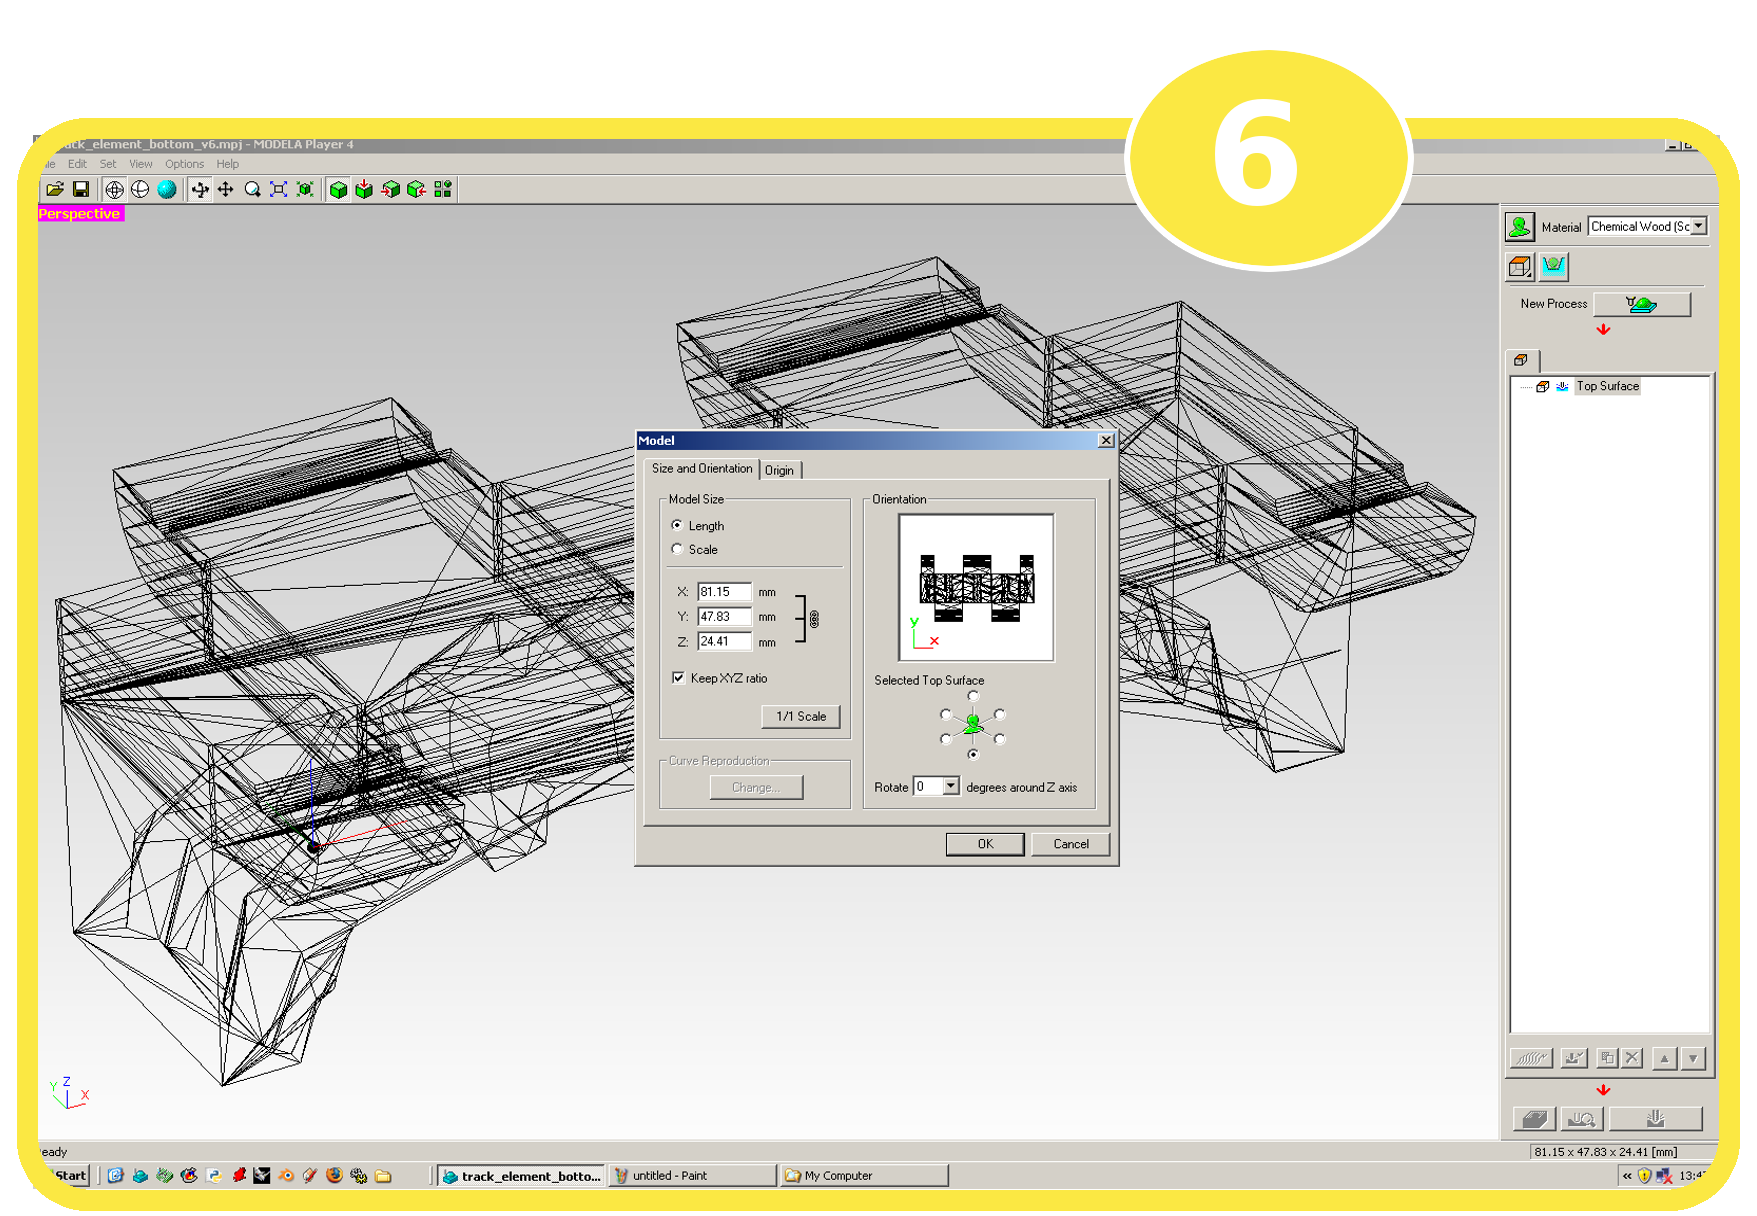 6
ack_element_bottom_v6.mpj - MODELA Player 4
Edit Set View Options Help
Perspective
Material Chemical Wood (Sc
New Process
Top Surface
Model
Size and Orientation Origin
Model Size
Length
Scale
X: 81.15 mm
Y: 47.83 mm
Z: 24.41 mm
Keep XYZ ratio
1/1 Scale
Curve Reproduction
Change...
Orientation
y
x
Selected Top Surface
Rotate 0 degrees around Z axis
OK Cancel
Y Z X
eady
81.15 x 47.83 x 24.41 [mm]
Start track_element_botto... untitled - Paint My Computer « 13:4